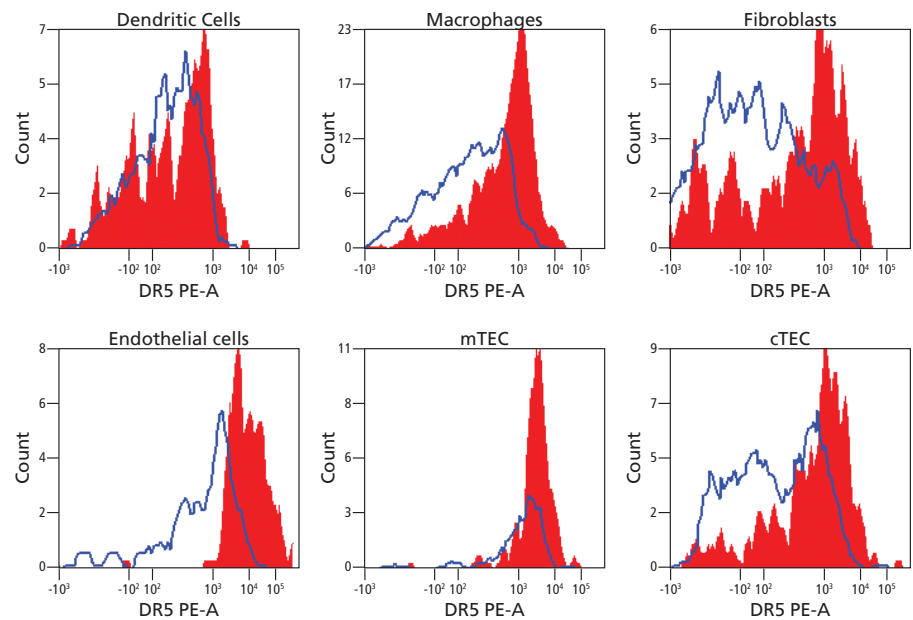 Dendritic Cells
7
5
4
2
0
Count
-10³ -10² 10² 10³ 10⁴ 10⁵
DR5 PE-A
Macrophages
23
17
12
6
0
Count
-10³ -10² 10² 10³ 10⁴ 10⁵
DR5 PE-A
Fibroblasts
6
5
3
2
0
Count
-10³ -10² 10² 10³ 10⁴ 10⁵
DR5 PE-A
Endothelial cells
8
6
4
2
0
Count
-10³ -10² 10² 10³ 10⁴ 10⁵
DR5 PE-A
mTEC
11
8
6
3
0
Count
-10³ -10² 10² 10³ 10⁴ 10⁵
DR5 PE-A
cTEC
9
7
5
2
0
Count
-10³ -10² 10² 10³ 10⁴ 10⁵
DR5 PE-A